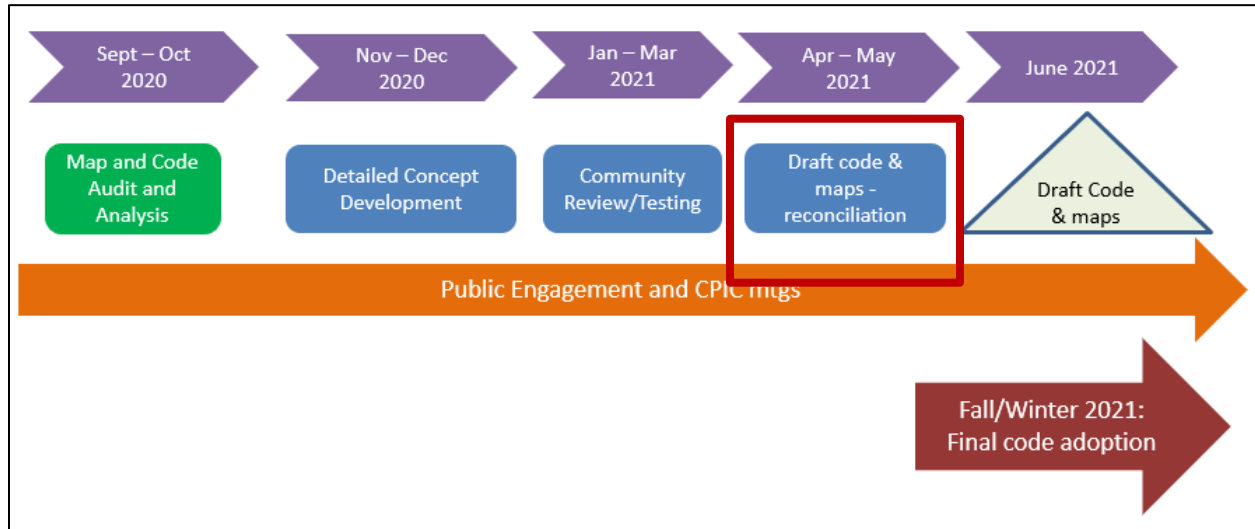 Sept – Oct
2020
Nov – Dec
2020
Jan – Mar
2021
Apr – May
2021
June 2021
Map and Code
Audit and
Analysis
Detailed Concept
Development
Community
Review/Testing
Draft code &
maps -
reconciliation
Draft Code
& maps
Public Engagement and CPIC mtgs
Fall/Winter 2021:
Final code adoption